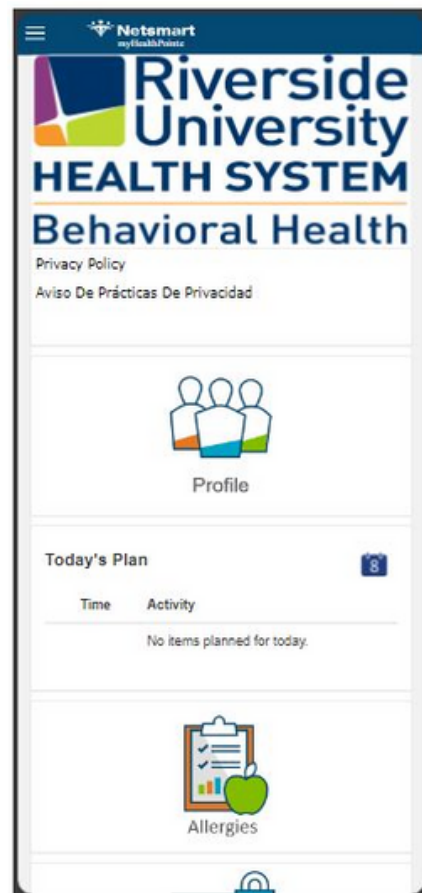 Netsmart
myHealthPointe
Riverside
University
HEALTH SYSTEM
Behavioral Health
Privacy Policy
Aviso De Prácticas De Privacidad
Profile
Today's Plan
8
Time Activity
No items planned for today.
Allergies